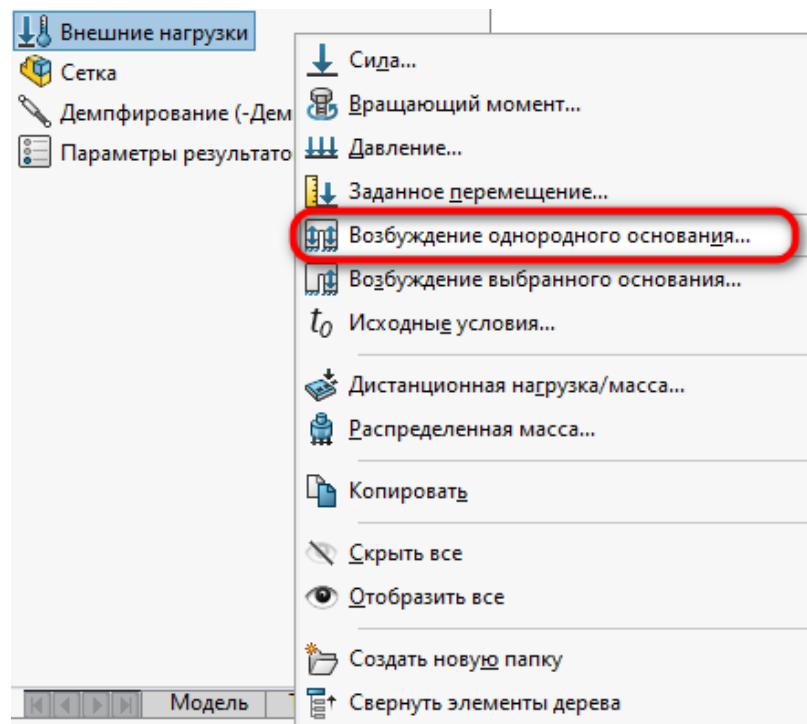 Внешние нагрузки
Сетка
Демпфирование (-Дем
Параметры результато
Сила...
Вращающий момент...
Давление...
Заданное перемещение...
Возбуждение однородного основания...
Возбуждение выбранного основания...
t0 Исходные условия...
Дистанционная нагрузка/масса...
Распределенная масса...
Копировать
Скрыть все
Отобразить все
Создать новую папку
Модель
Свернуть элементы дерева